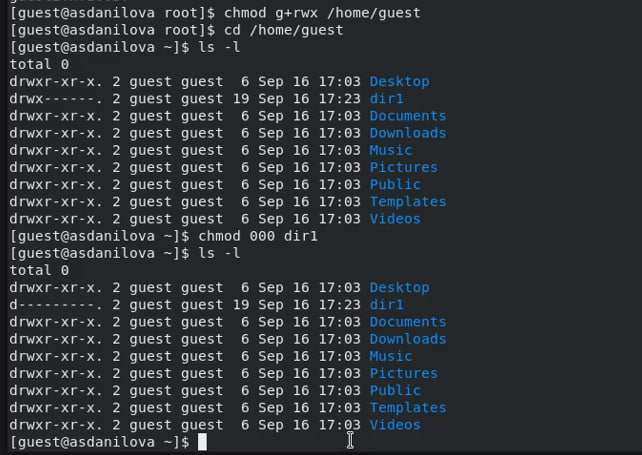 [guest@asdanilova root]$ chmod g+rwx /home/guest
[guest@asdanilova root]$ cd /home/guest
[guest@asdanilova ~]$ ls -l
total 0
drwxr-xr-x. 2 guest guest  6 Sep 16 17:03 Desktop
drwx------. 2 guest guest 19 Sep 16 17:23 dir1
drwxr-xr-x. 2 guest guest  6 Sep 16 17:03 Documents
drwxr-xr-x. 2 guest guest  6 Sep 16 17:03 Downloads
drwxr-xr-x. 2 guest guest  6 Sep 16 17:03 Music
drwxr-xr-x. 2 guest guest  6 Sep 16 17:03 Pictures
drwxr-xr-x. 2 guest guest  6 Sep 16 17:03 Public
drwxr-xr-x. 2 guest guest  6 Sep 16 17:03 Templates
drwxr-xr-x. 2 guest guest  6 Sep 16 17:03 Videos
[guest@asdanilova ~]$ chmod 000 dir1
[guest@asdanilova ~]$ ls -l
total 0
drwxr-xr-x. 2 guest guest  6 Sep 16 17:03 Desktop
d---------. 2 guest guest 19 Sep 16 17:23 dir1
drwxr-xr-x. 2 guest guest  6 Sep 16 17:03 Documents
drwxr-xr-x. 2 guest guest  6 Sep 16 17:03 Downloads
drwxr-xr-x. 2 guest guest  6 Sep 16 17:03 Music
drwxr-xr-x. 2 guest guest  6 Sep 16 17:03 Pictures
drwxr-xr-x. 2 guest guest  6 Sep 16 17:03 Public
drwxr-xr-x. 2 guest guest  6 Sep 16 17:03 Templates
drwxr-xr-x. 2 guest guest  6 Sep 16 17:03 Videos
[guest@asdanilova ~]$